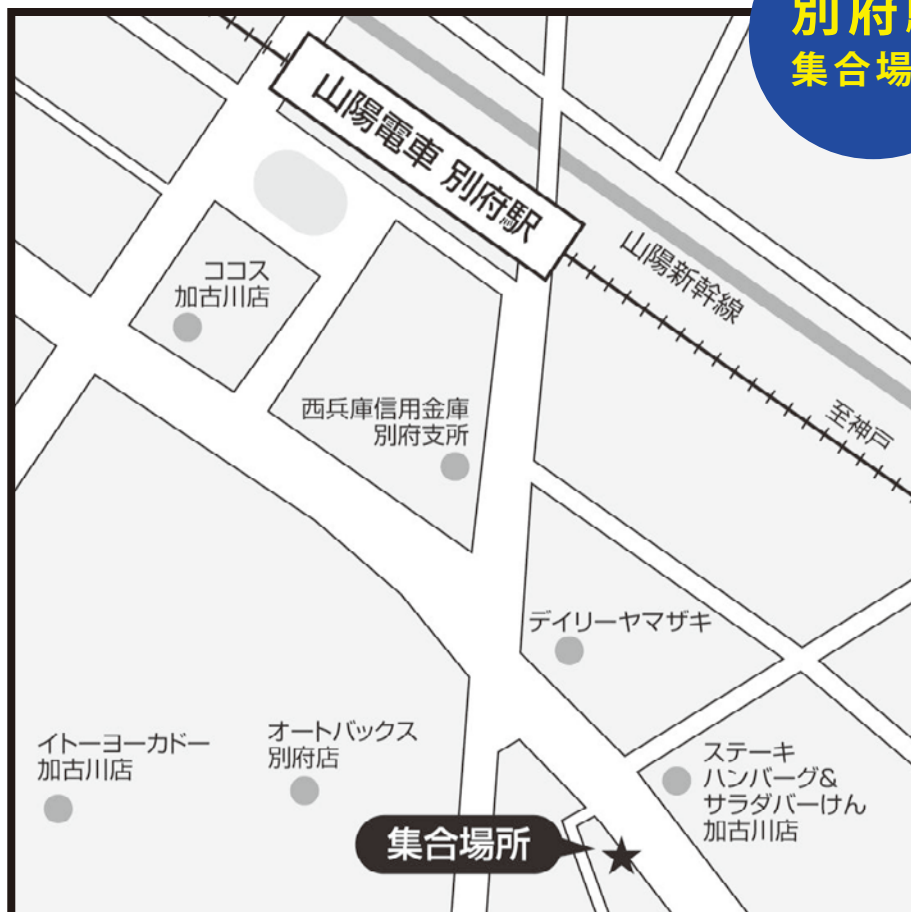 別府
集合場
山陽電車 別府駅
山陽新幹線
至神戸
ココス
加古川店
西兵庫信用金庫
別府支所
デイリーヤマザキ
イトーヨーカドー
加古川店
オートバックス
別府店
ステーキ
ハンバーグ&
サラダバーけん
加古川店
集合場所